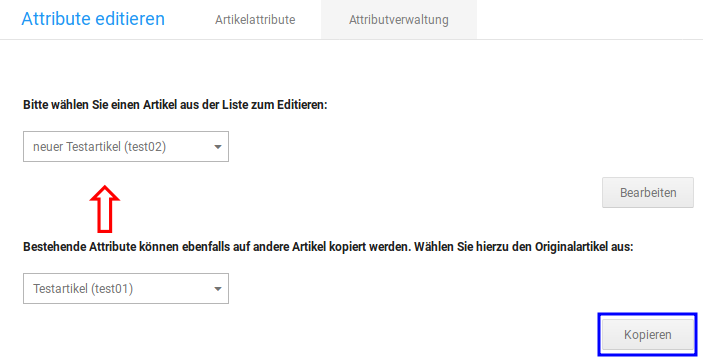 Attribute editieren Artikelattribute Attributverwaltung
Bitte wählen Sie einen Artikel aus der Liste zum Editieren:
neuer Testartikel (test02)
Bearbeiten
Bestehende Attribute können ebenfalls auf andere Artikel kopiert werden. Wählen Sie hierzu den Originalartikel aus:
Testartikel (test01)
Kopieren